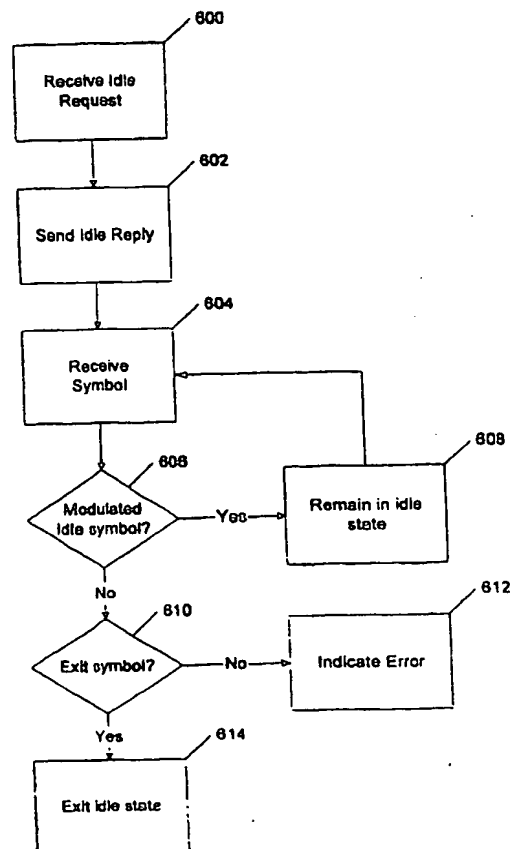 600
Receive Idle
Request
602
Send Idle Reply
604
Receive
Symbol
606
Modulated
Idle symbol?
Yes
608
Remain in idle
state
No
610
Exit symbol?
No
612
Indicate Error
Yes
614
Exit idle state